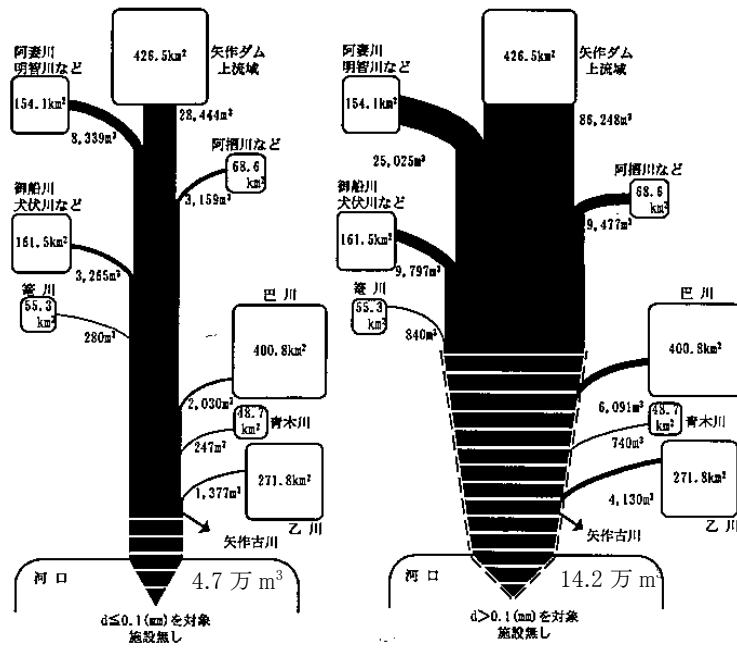 阿妻川
明智川など
426.5km²
矢作ダム
上流域
154.1km²
28,444m³
8,339m³
阿摺川など
68.6
km²
3,159m³
御船川
犬伏川など
161.5km²
3,265m³
篭川
55.3
km²
280m³
巴川
400.8km²
2,030m³
48.7
km²
青木川
247m³
271.8km²
1,377m³
乙川
矢作古川
河口
4.7 万 m³
d≦0.1(mm)を対象
施設無し
阿妻川
明智川など
426.5km²
矢作ダム
上流域
154.1km²
86,248m³
25,025m³
阿摺川など
68.6
km²
9,477m³
御船川
犬伏川など
161.5km²
9,797m³
篭川
55.3
km²
840m³
巴川
400.8km²
6,091m³
48.7
km²
青木川
740m³
271.8km²
4,130m³
乙川
矢作古川
河口
14.2 万 m³
d>0.1(mm)を対象
施設無し